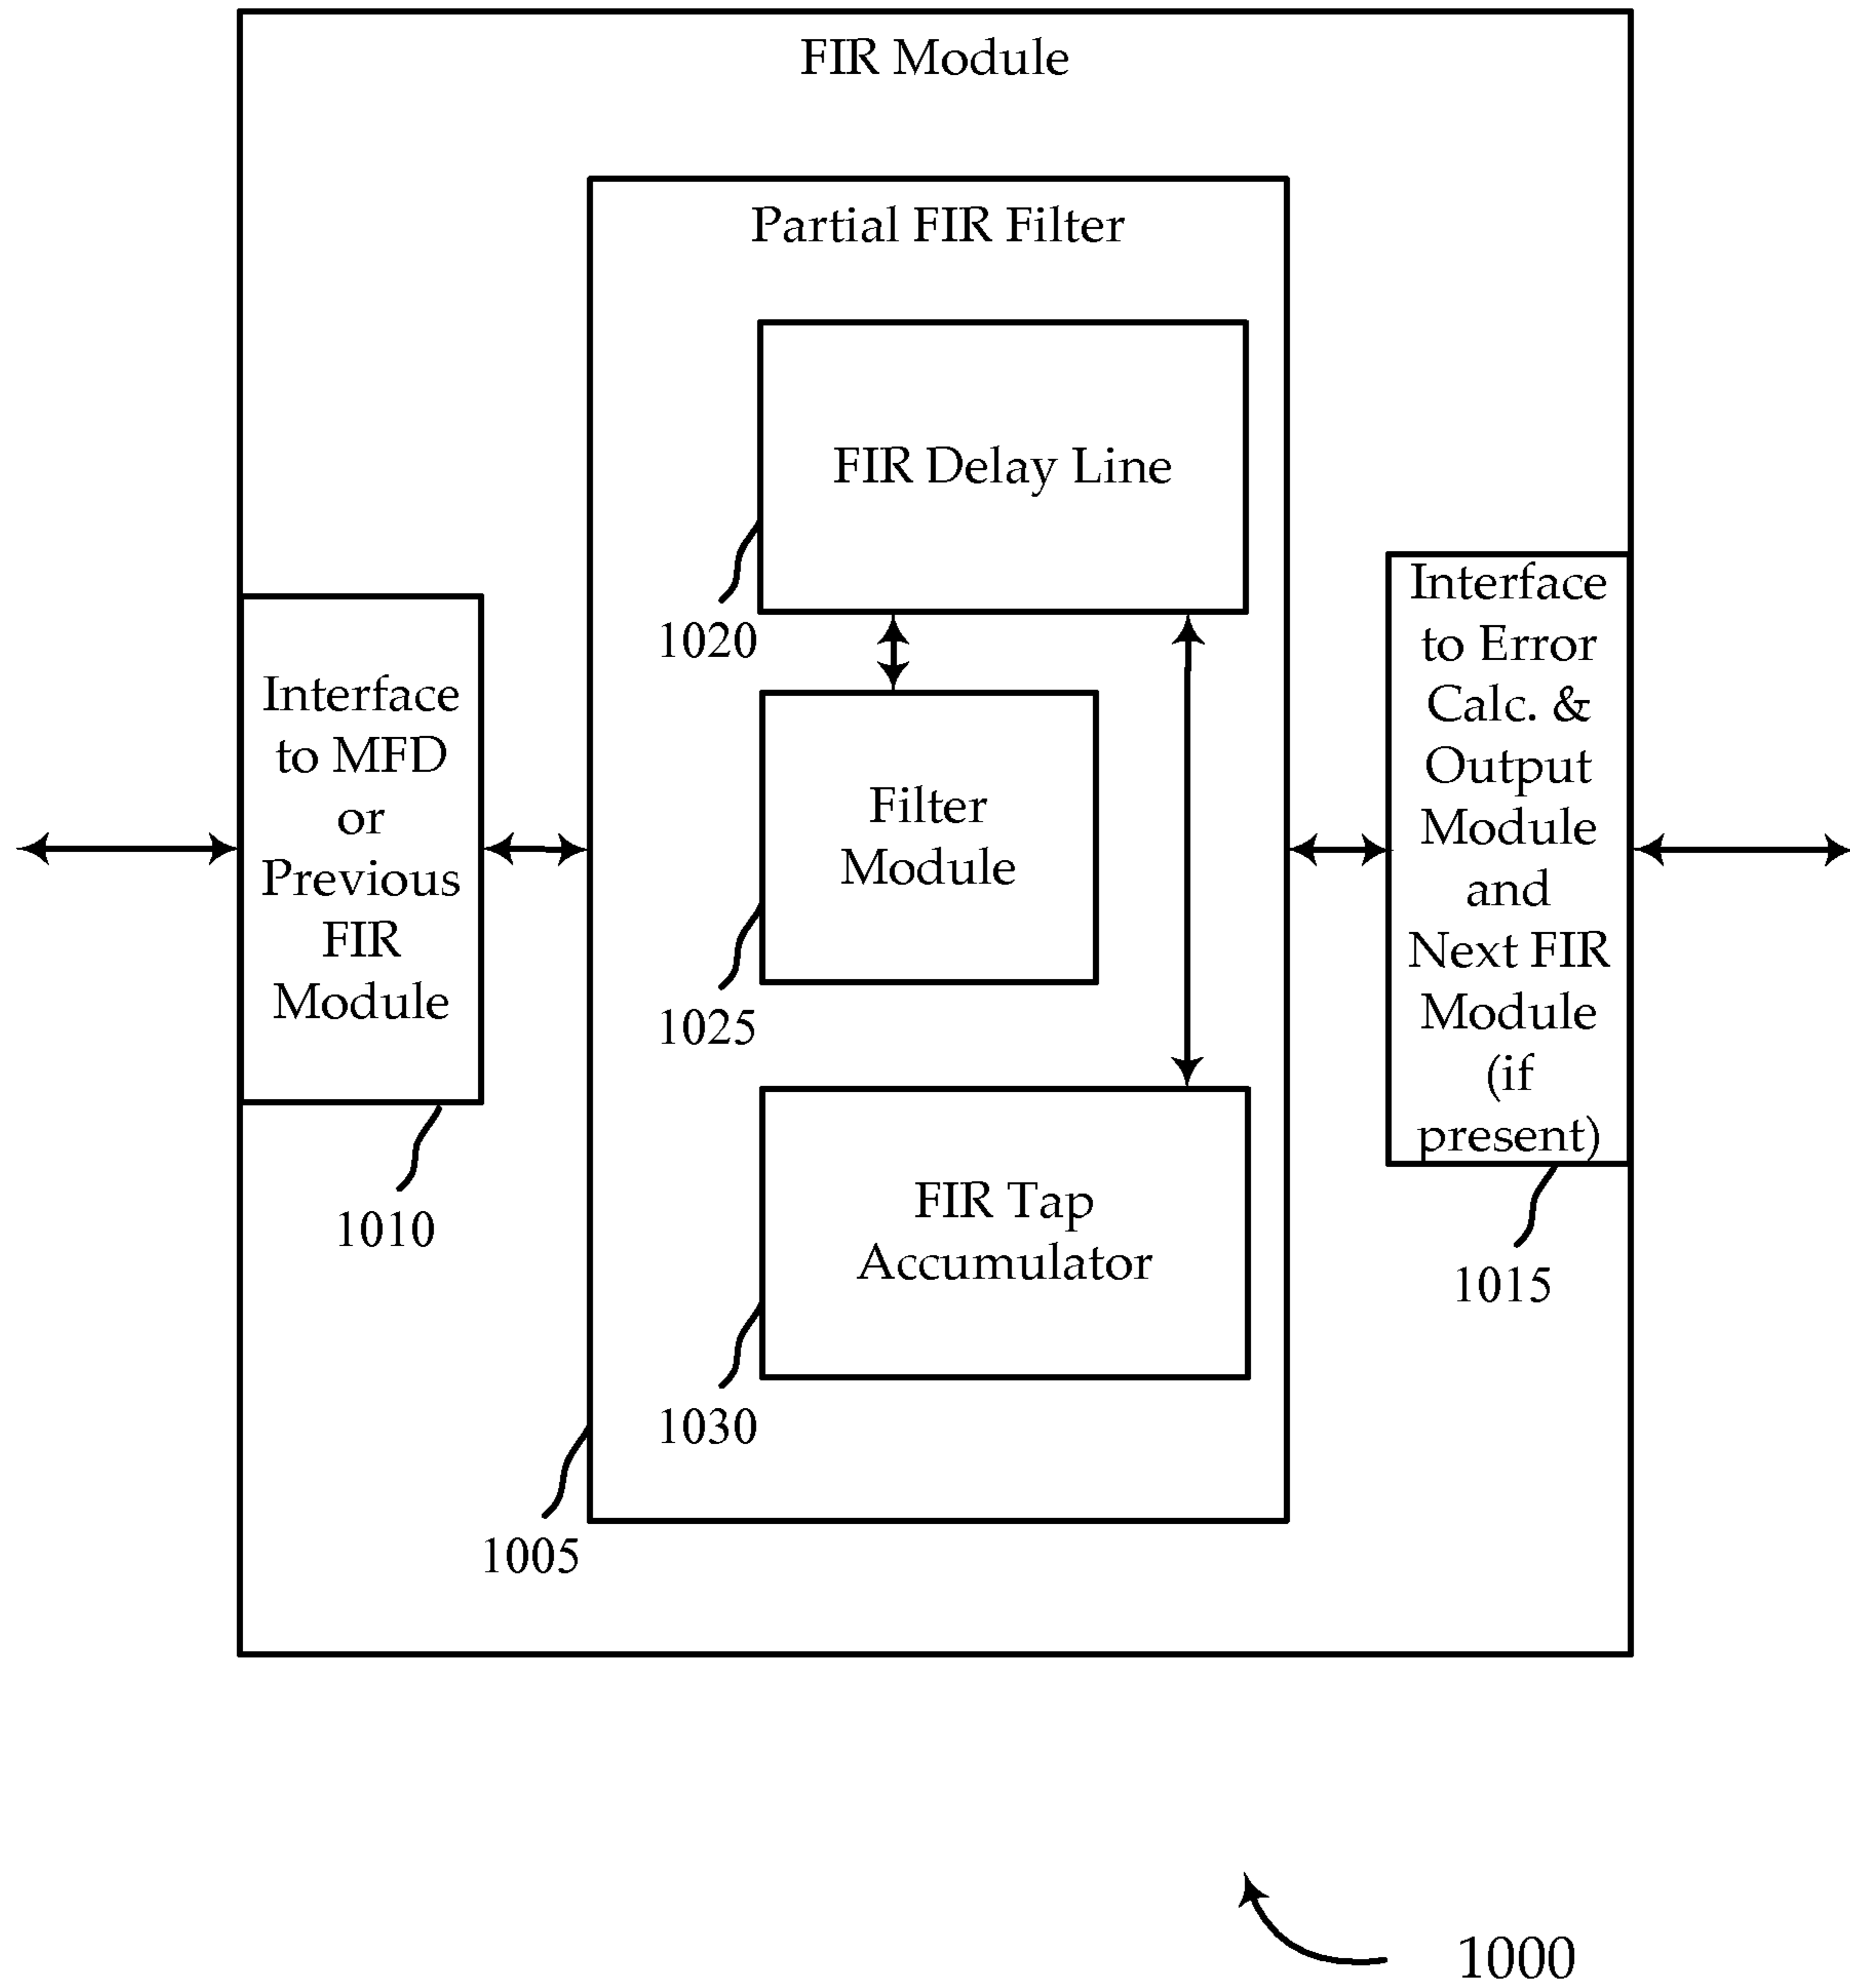 FIR Module
Partial FIR Filter
FIR Delay Line
1020
Interface
to MFD
or
Previous
FIR
Module
1010
Filter
Module
1025
FIR Tap
Accumulator
1030
1005
Interface
to Error
Calc. &
Output
Module
and
Next FIR
Module
(if
present)
1015
1000